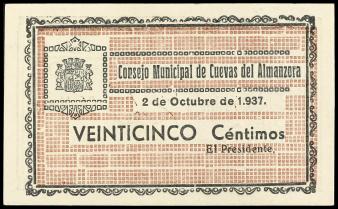 Consejo Municipal de Cuevas del Almanzora
2 de Octubre de 1.937.
VEINTICINCO Céntimos
El Presidente,